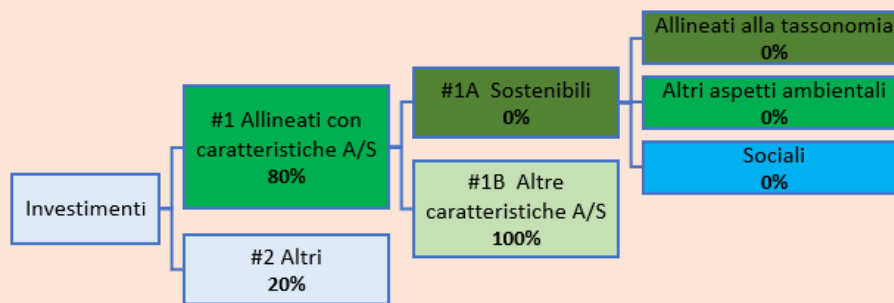 Investimenti
#1 Allineati con
caratteristiche A/S
80%
#2 Altri
20%
#1A Sostenibili
0%
#1B Altre
caratteristiche A/S
100%
Allineati alla tassonomia
0%
Altri aspetti ambientali
0%
Sociali
0%